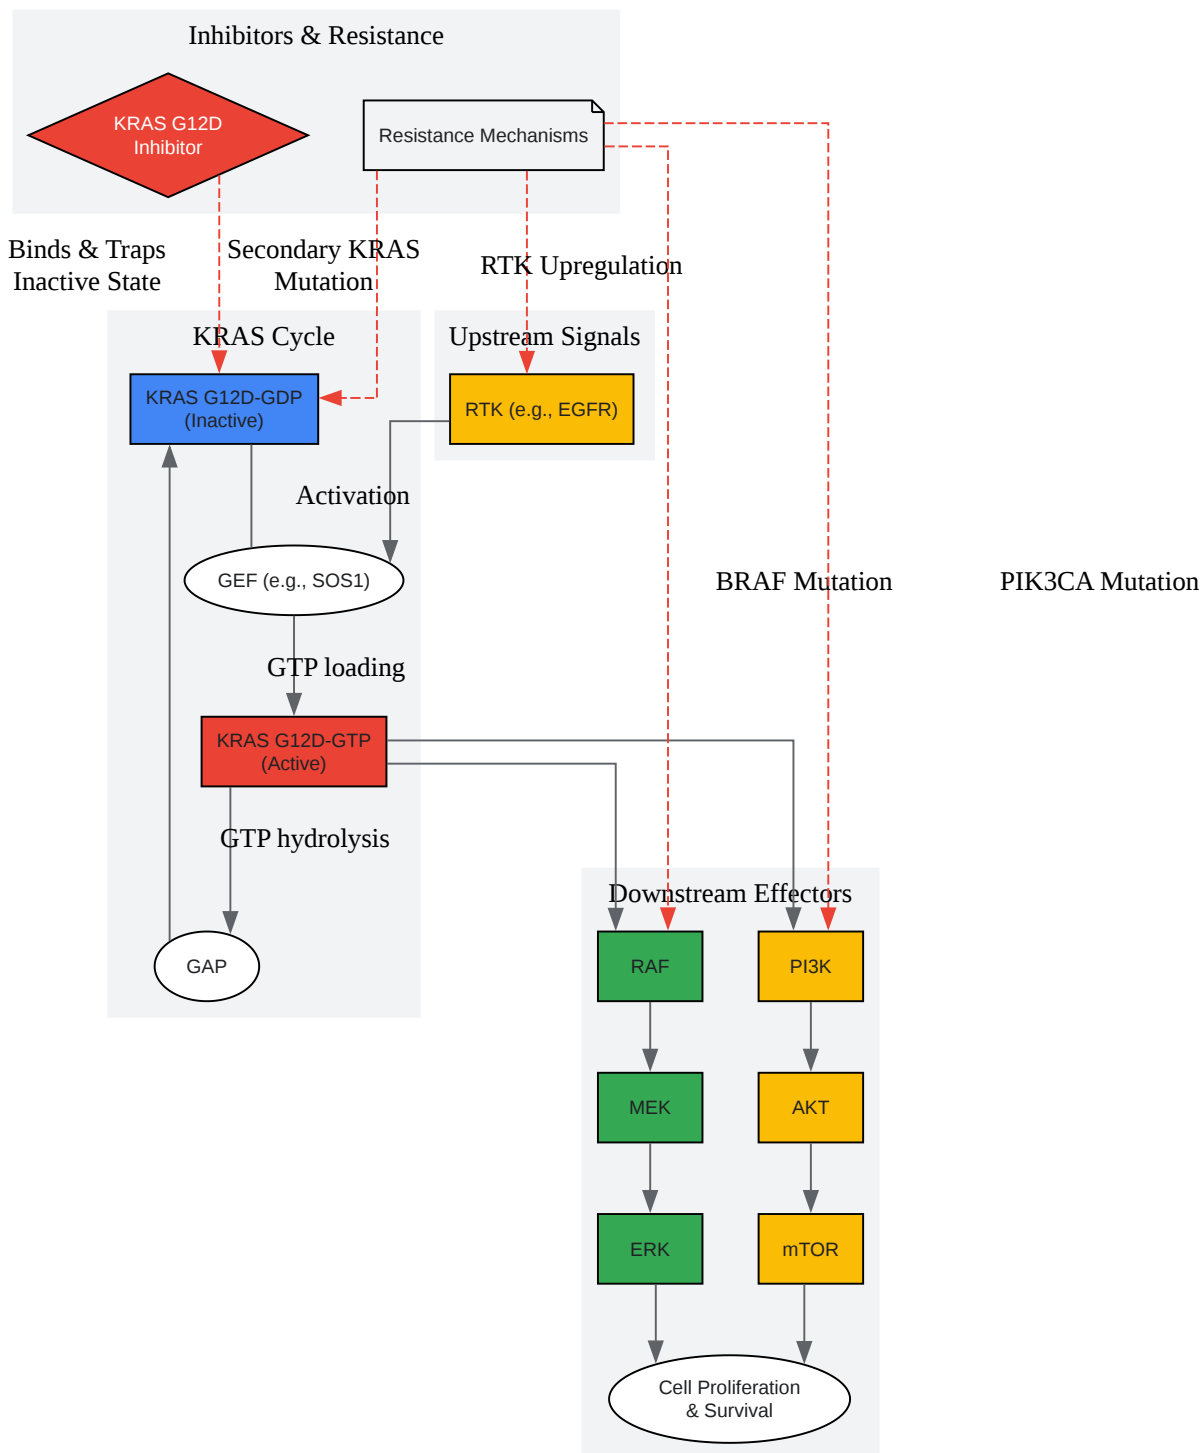 Inhibitors & Resistance
KRAS G12D
Inhibitor
Resistance Mechanisms
Binds & Traps
Inactive State
Secondary KRAS
Mutation
RTK Upregulation
KRAS Cycle
Upstream Signals
KRAS G12D-GDP
(Inactive)
RTK (e.g., EGFR)
Activation
GEF (e.g., SOS1)
BRAF Mutation
PIK3CA Mutation
GTP loading
KRAS G12D-GTP
(Active)
GTP hydrolysis
Downstream Effectors
GAP
RAF
PI3K
MEK
AKT
ERK
mTOR
Cell Proliferation
& Survival